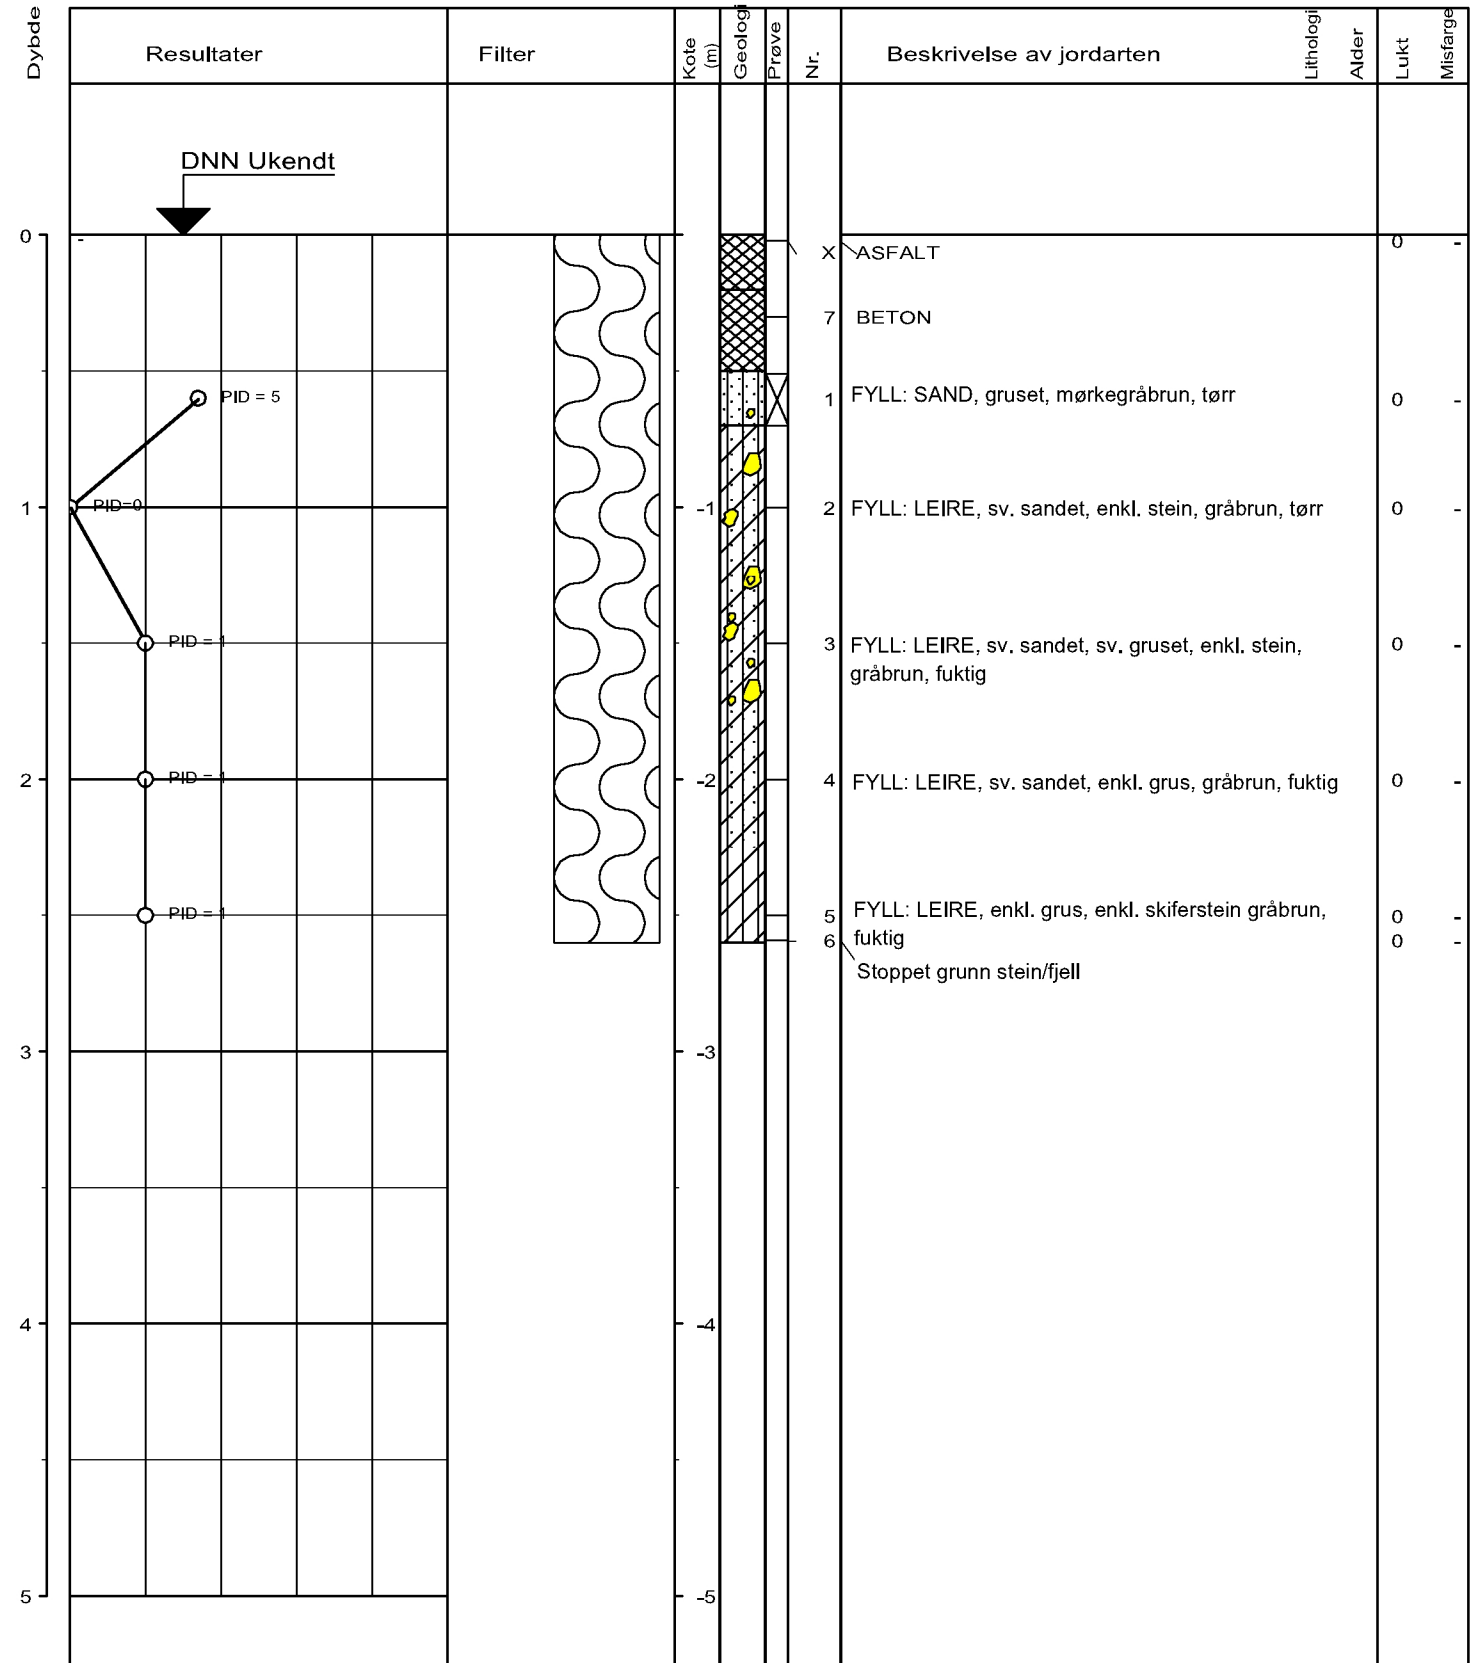 Dybde
Resultater
Filter
Kote (m)
Geologi
Prøve
Nr.
Beskrivelse av jordarten
Lithologi
Alder
Lukt
Misfarge
DNN Ukendt
0 -
X ASFALT 0 -
7 BETON
PID = 5
1 FYLL: SAND, gruset, mørkegråbrun, tørr 0 -
1 PID=0 -1 2 FYLL: LEIRE, sv. sandet, enkl. stein, gråbrun, tørr 0 -
PID = 1 3 FYLL: LEIRE, sv. sandet, sv. gruset, enkl. stein, 0 -
gråbrun, fuktig
2 PID = 1 -2 4 FYLL: LEIRE, sv. sandet, enkl. grus, gråbrun, fuktig 0 -
PID = 1 5 FYLL: LEIRE, enkl. grus, enkl. skiferstein gråbrun, 0 -
6 fuktig 0 -
Stoppet grunn stein/fjell
3 -3
4 -4
5 -5